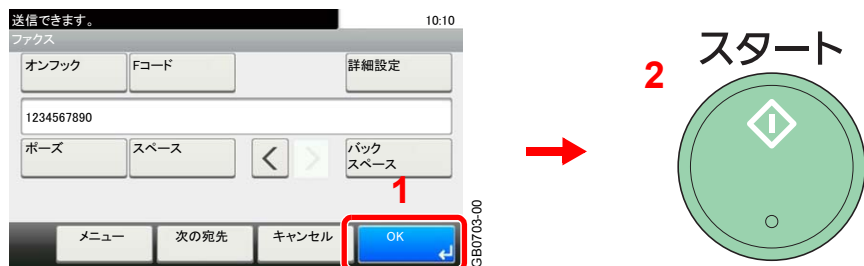 送信できます。 10:10
ファクス
オンフック Fコード 詳細設定
1234567890
ポーズ スペース バック
スペース
1
メニュー 次の宛先 キャンセル OK
GB0703-00
2
スタート